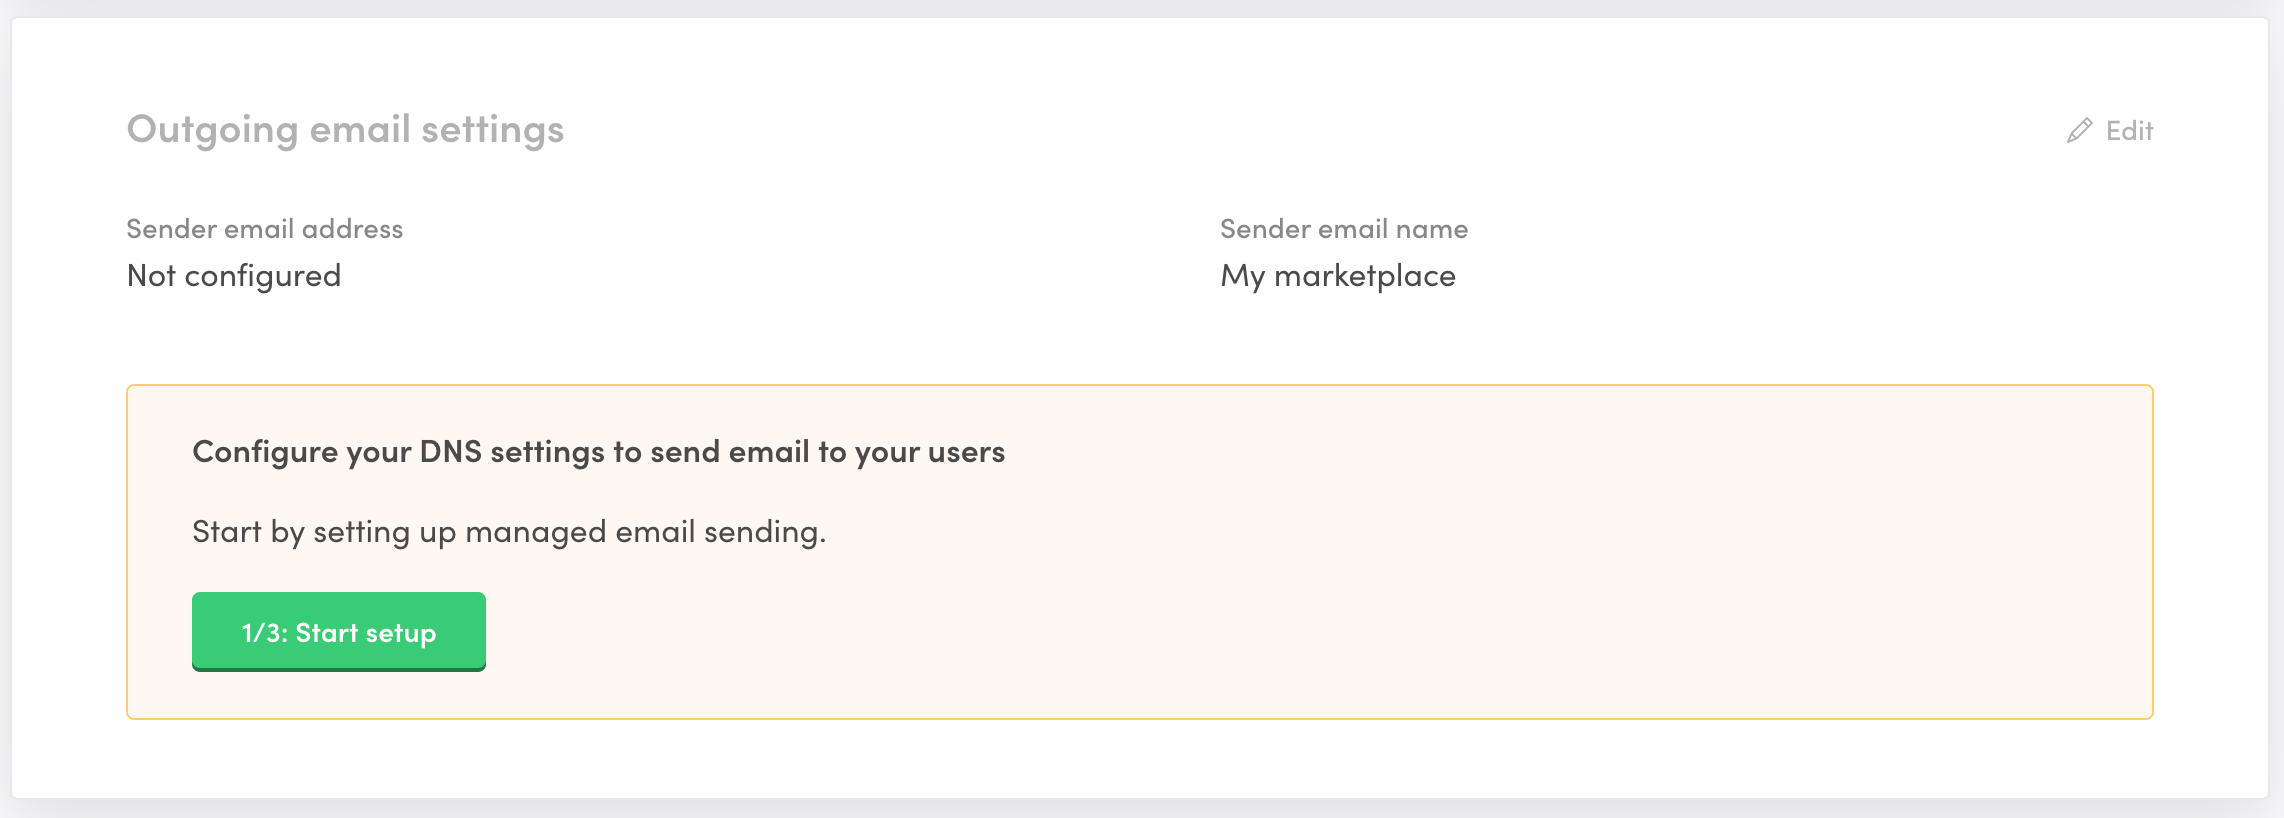 Outgoing email settings
Edit
Sender email address
Sender email name
Not configured
My marketplace
Configure your DNS settings to send email to your users
Start by setting up managed email sending.
1/3: Start setup